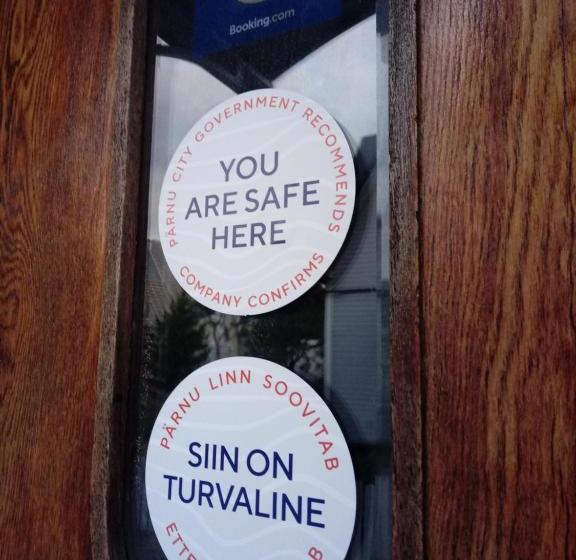 Booking.com
PÄRNU CITY GOVERNMENT RECOMMENDS
YOU
ARE SAFE
HERE
COMPANY CONFIRMS
PÄRNU LINN SOOVITAB
SIIN ON
TURVALINE